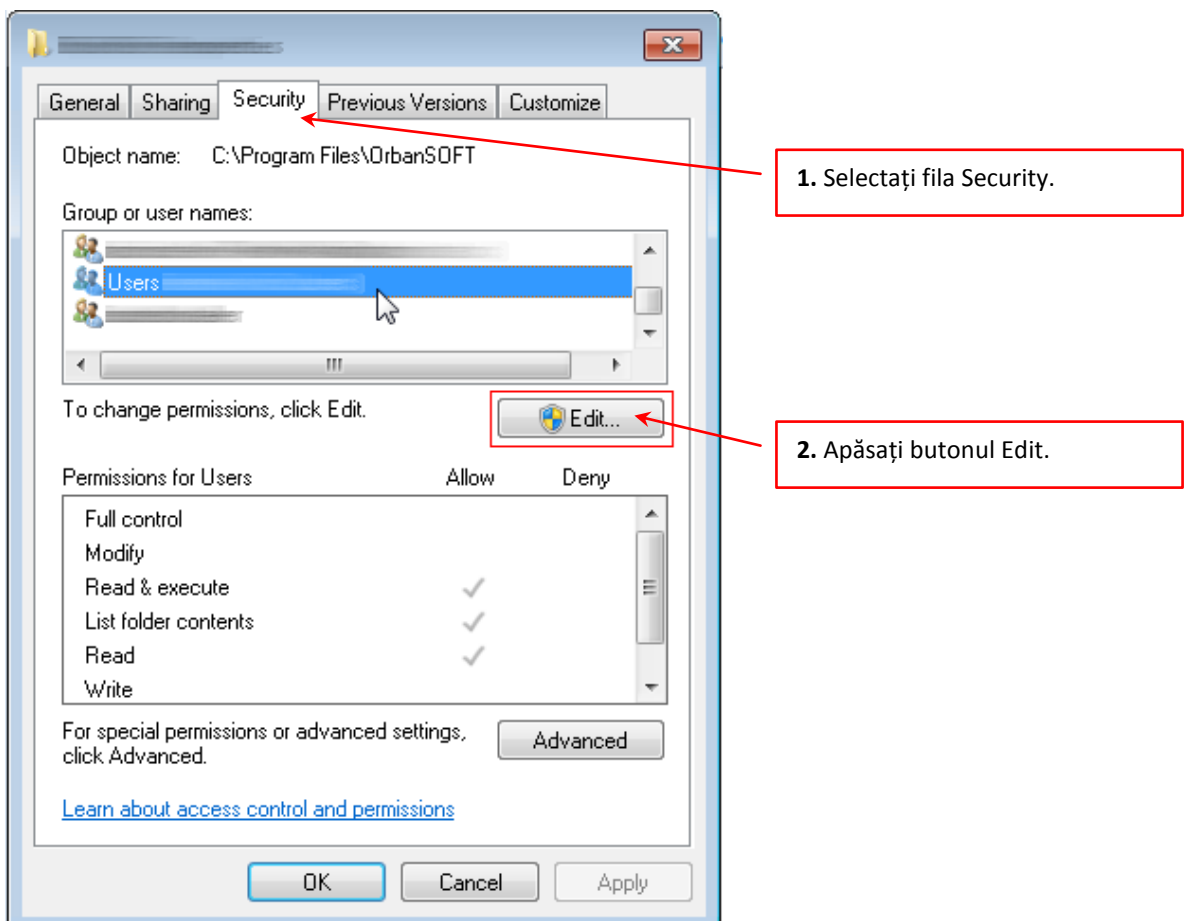 General Sharing Security Previous Versions Customize
Object name: C:\Program Files\OrbanSOFT
1. Selectați fila Security.
Group or user names:
Users
To change permissions, click Edit.
Edit...
2. Apăsați butonul Edit.
Permissions for Users Allow Deny
Full control
Modify
Read & execute
List folder contents
Read
Write
For special permissions or advanced settings,
click Advanced.
Advanced
Learn about access control and permissions
OK Cancel Apply